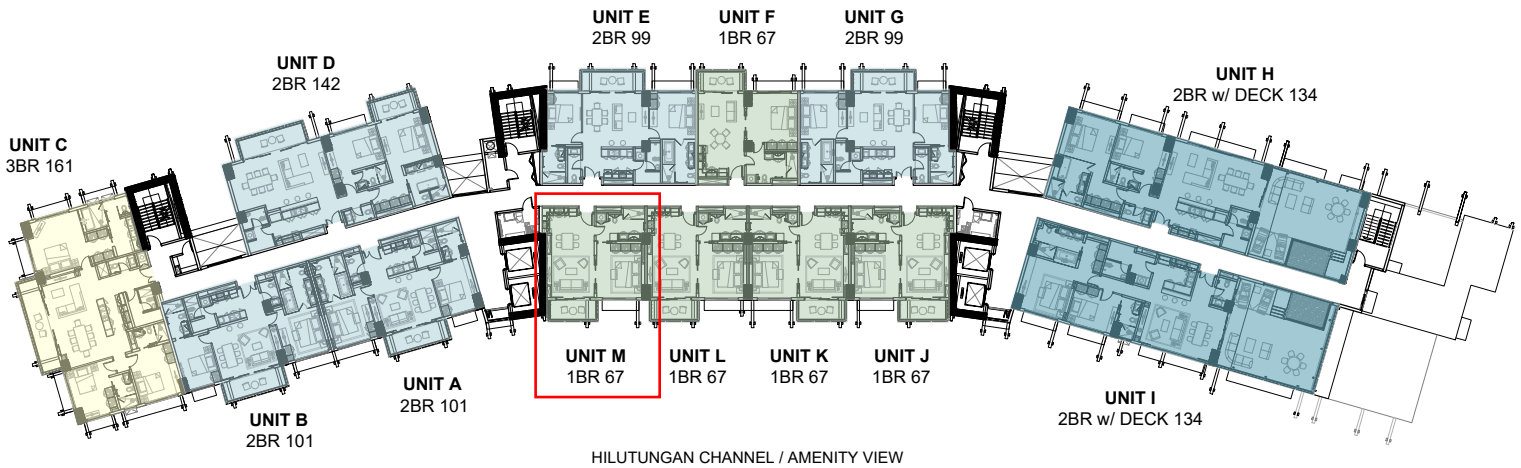 UNIT E
2BR 99
UNIT F
1BR 67
UNIT G
2BR 99
UNIT D
2BR 142
UNIT H
2BR w/ DECK 134
UNIT C
3BR 161
UNIT M
1BR 67
UNIT L
1BR 67
UNIT K
1BR 67
UNIT J
1BR 67
UNIT A
2BR 101
UNIT I
2BR w/ DECK 134
UNIT B
2BR 101
HILUTUNGAN CHANNEL / AMENITY VIEW